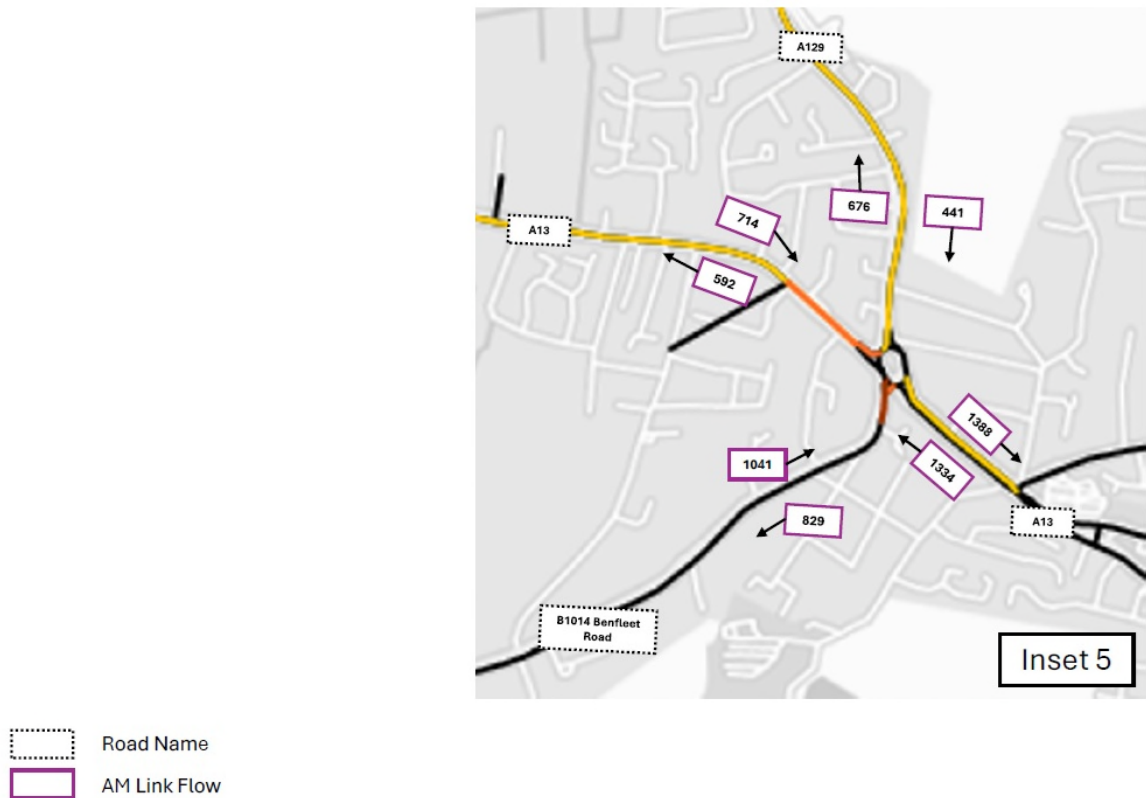 A129
676
441
714
A13
592
1388
1041
1334
829
A13
B1014 Benfleet
Road
Inset 5
Road Name
AM Link Flow